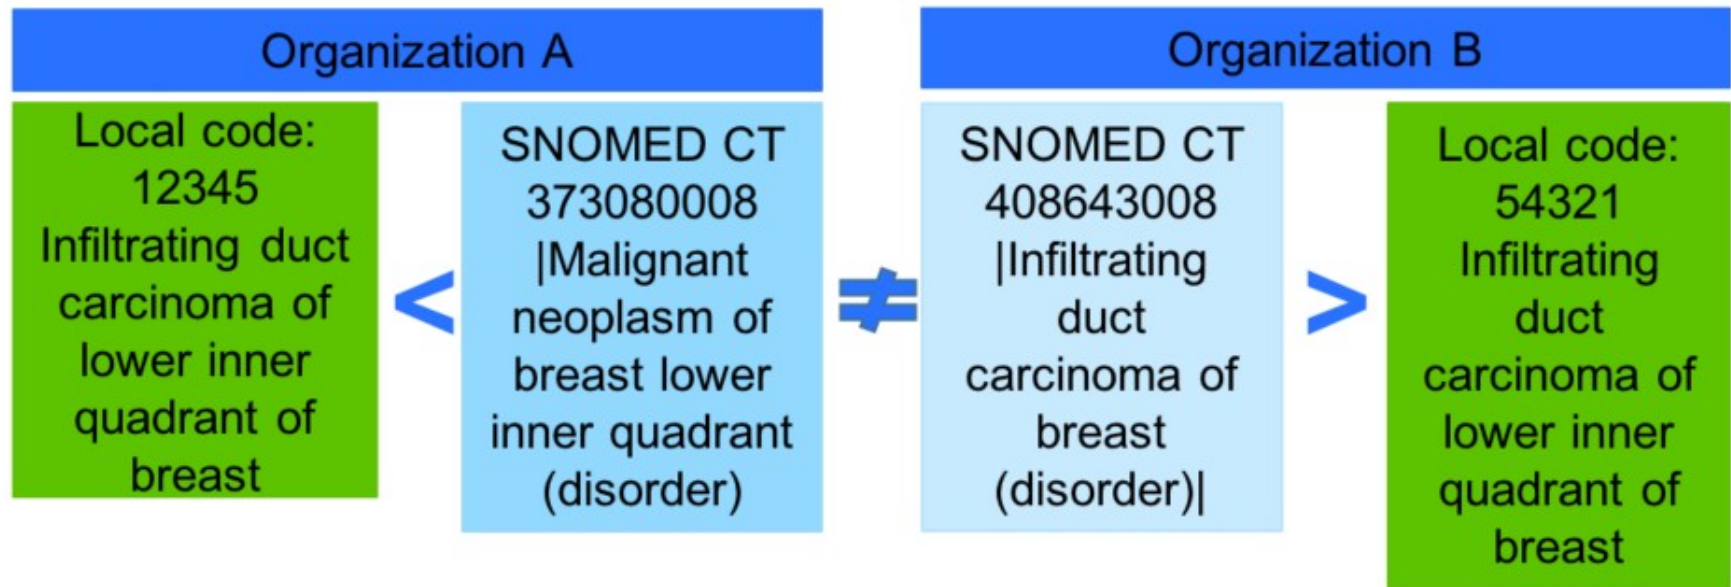 Organization A
Organization B
Local code:
12345
Infiltrating duct
carcinoma of
lower inner
quadrant of
breast
<
SNOMED CT
373080008
|Malignant
neoplasm of
breast lower
inner quadrant
(disorder)
≠
SNOMED CT
408643008
|Infiltrating
duct
carcinoma of
breast
(disorder)|
>
Local code:
54321
Infiltrating
duct
carcinoma of
lower inner
quadrant of
breast